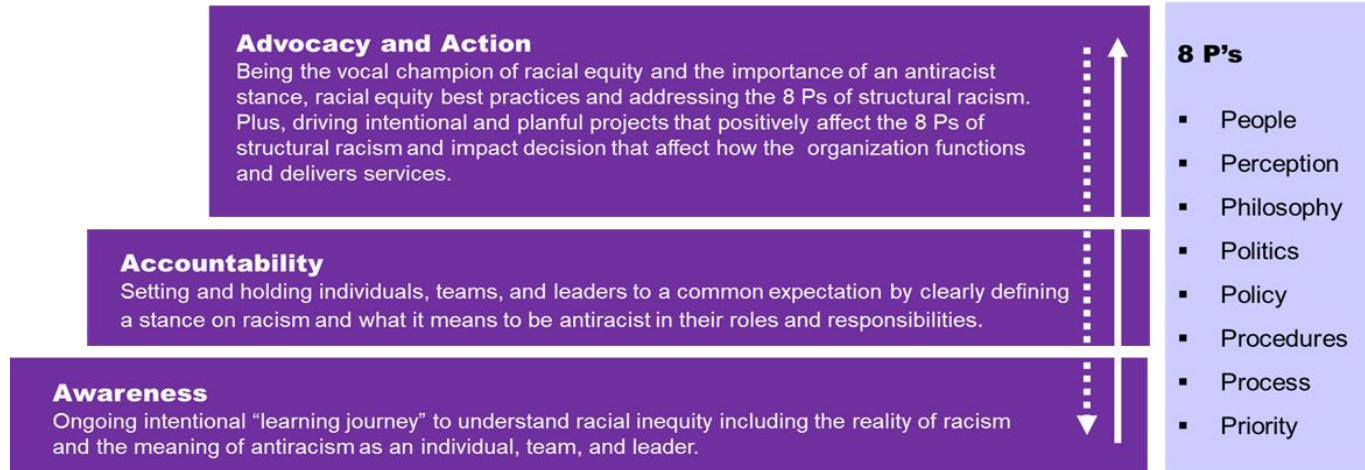 Advocacy and Action
Being the vocal champion of racial equity and the importance of an antiracist
stance, racial equity best practices and addressing the 8 Ps of structural racism.
Plus, driving intentional and planful projects that positively affect the 8 Ps of
structural racism and impact decision that affect how the organization functions
and delivers services.
Accountability
Setting and holding individuals, teams, and leaders to a common expectation by clearly defining
a stance on racism and what it means to be antiracist in their roles and responsibilities.
Awareness
Ongoing intentional “learning journey” to understand racial inequity including the reality of racism
and the meaning of antiracism as an individual, team, and leader.
8 P’s
▪ People
▪ Perception
▪ Philosophy
▪ Politics
▪ Policy
▪ Procedures
▪ Process
▪ Priority